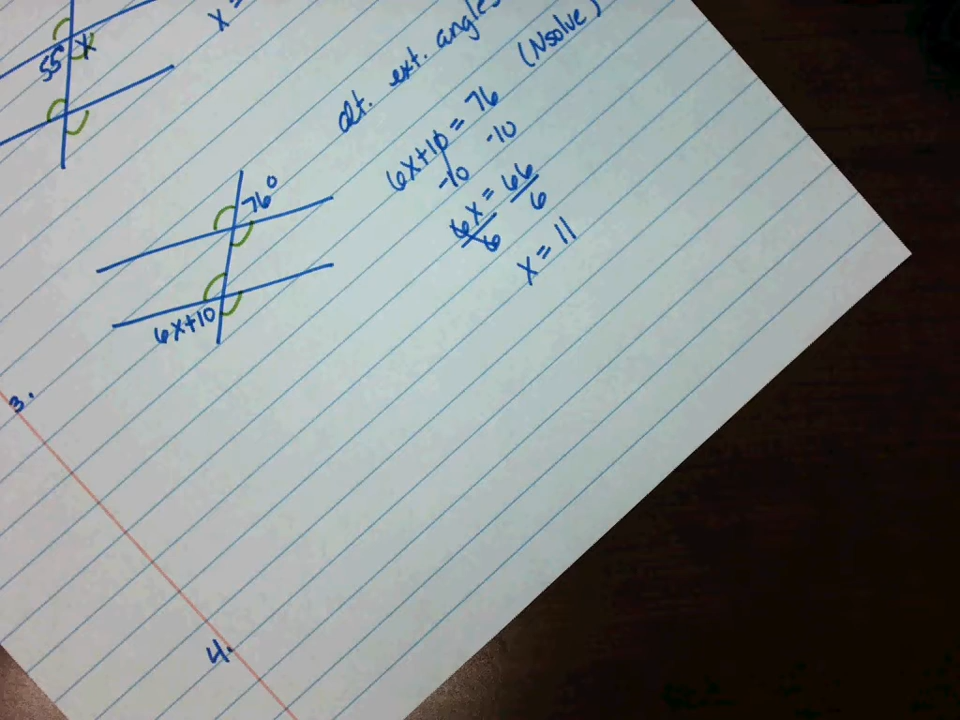 x =
55° x
alt. ext. angles
(Nsolve)
76°
6x+10
6x+10 = 76
-10 -10
6x = 66
6 6
x = 11
3.
4.